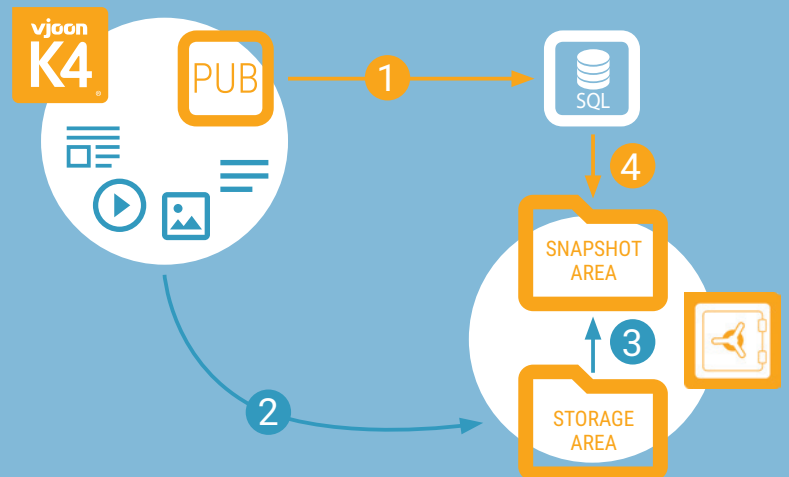 vjoon
K4
PUB
1
SQL
4
SNAPSHOT
AREA
3
2
STORAGE
AREA